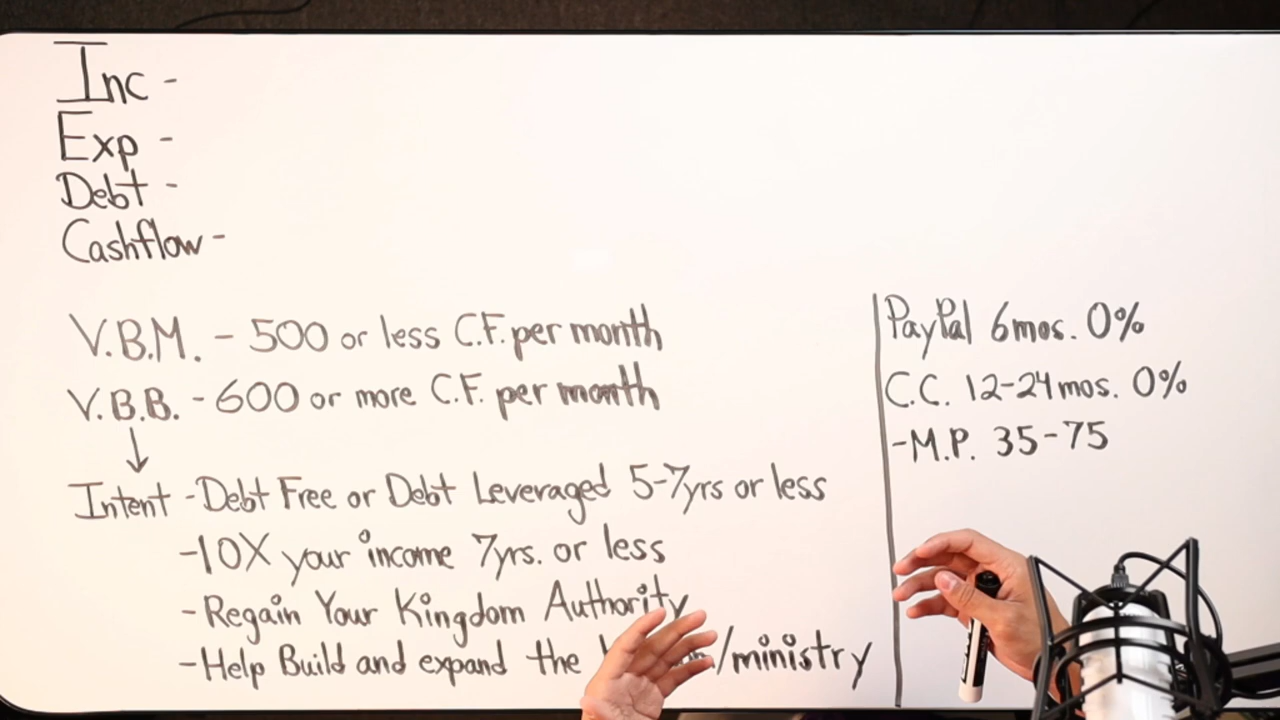 Inc -
Exp -
Debt -
Cashflow -
V.B.M. - 500 or less C.F. per month
V.B.B. - 600 or more C.F. per month
Intent - Debt Free or Debt Leveraged 5-7yrs or less
-10X your income 7yrs. or less
-Regain Your Kingdom Authority
-Help Build and expand the /ministry
PayPal 6mos. 0%
C.C. 12-24mos. 0%
-M.P. 35-75